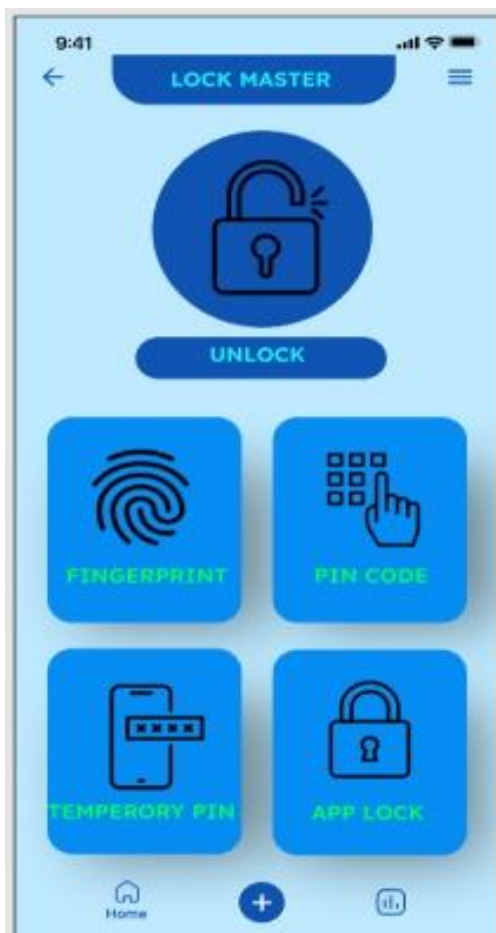 9:41
LOCK MASTER
UNLOCK
FINGERPRINT
PIN CODE
TEMPERORY PIN
APP LOCK
Home